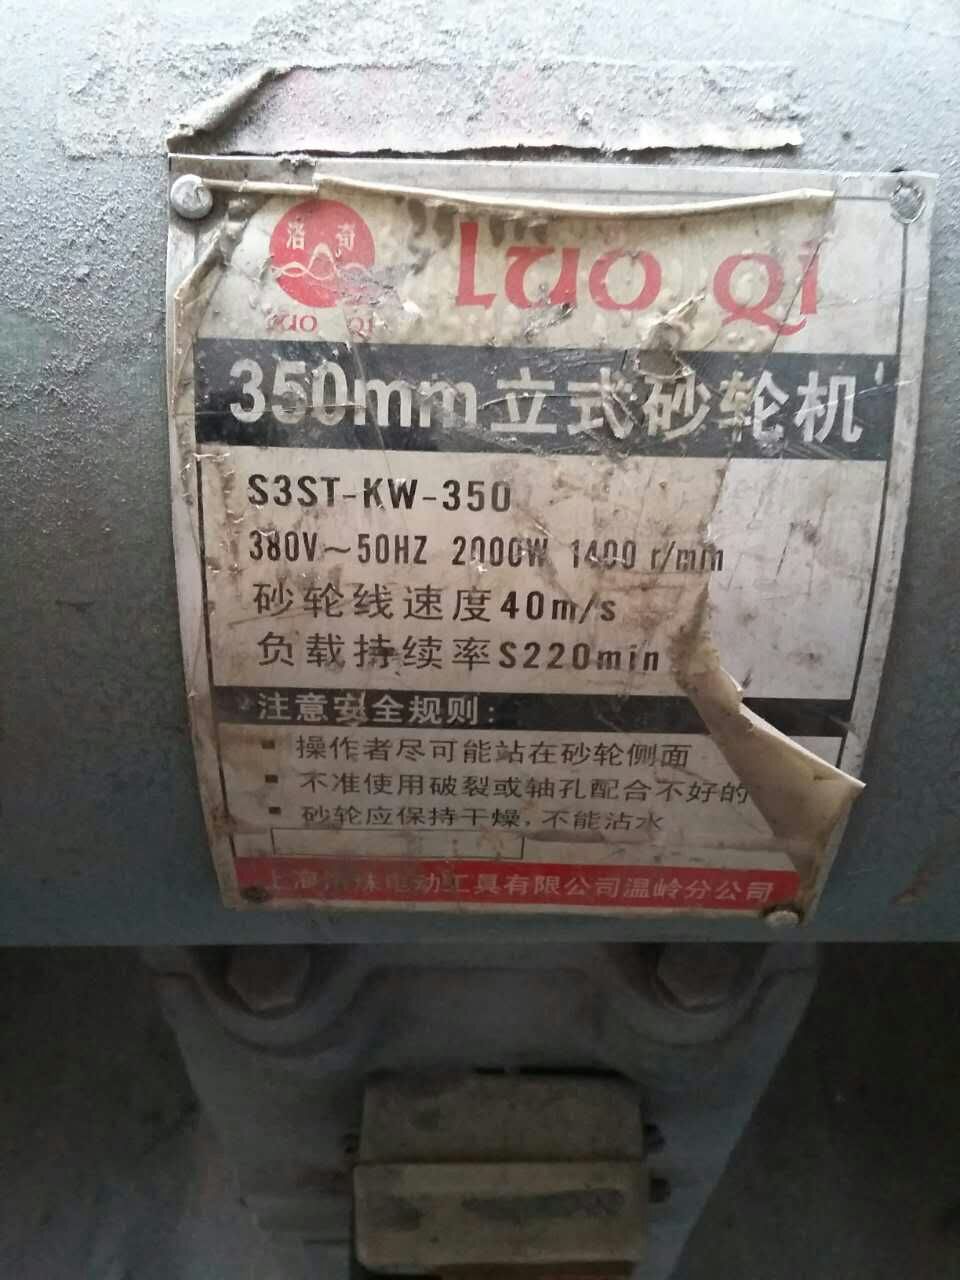 洛奇
LUO QI
LUO QI
350mm立式砂轮机
S3ST-KW-350
380V～50HZ 2000W 1400 r/min
砂轮线速度40m/s
负载持续率S220min
注意安全规则:
操作者尽可能站在砂轮侧面
不准使用破裂或轴孔配合不好的
砂轮应保持干燥,不能沾水
上海 电动工具有限公司温岭分公司